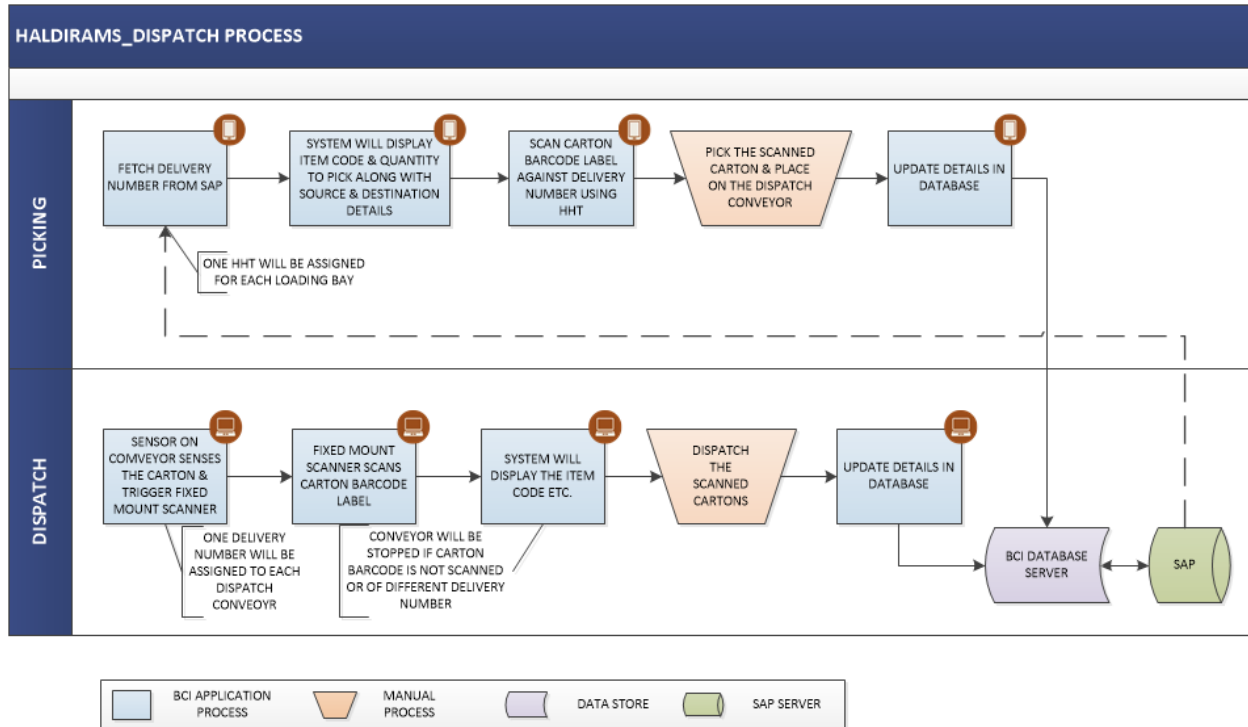 HALDIRAMS_DISPATCH PROCESS
PICKING
FETCH DELIVERY
NUMBER FROM SAP
SYSTEM WILL DISPLAY
ITEM CODE & QUANTITY
TO PICK ALONG WITH
SOURCE & DESTINATION
DETAILS
SCAN CARTON
BARCODE LABEL
AGAINST DELIVERY
NUMBER USING
HHT
PICK THE SCANNED
CARTON & PLACE
ON THE DISPATCH
CONVEYOR
UPDATE DETAILS IN
DATABASE
ONE HHT WILL BE ASSIGNED
FOR EACH LOADING BAY
DISPATCH
SENSOR ON
COMVEYOR SENSES
THE CARTON &
TRIGGER FIXED
MOUNT SCANNER
FIXED MOUNT
SCANNER SCANS
CARTON BARCODE
LABEL
SYSTEM WILL
DISPLAY THE ITEM
CODE ETC.
DISPATCH
THE
SCANNED
CARTONS
UPDATE DETAILS IN
DATABASE
ONE DELIVERY
NUMBER WILL BE
ASSIGNED TO EACH
DISPATCH
CONVEOYR
CONVEYOR WILL BE
STOPPED IF CARTON
BARCODE IS NOT SCANNED
OR OF DIFFERENT DELIVERY
NUMBER
BCI DATABASE
SERVER
SAP
BCI APPLICATION
PROCESS
MANUAL
PROCESS
DATA STORE
SAP SERVER